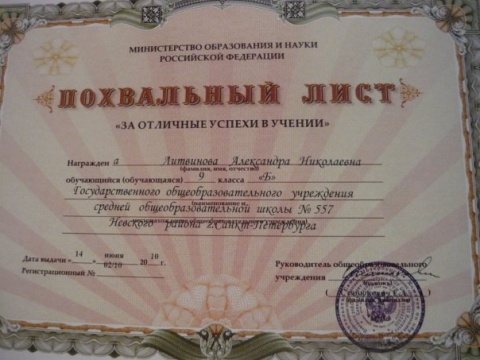 МИНИСТЕРСТВО ОБРАЗОВАНИЯ И НАУКИ
РОССИЙСКОЙ ФЕДЕРАЦИИ
ПОХВАЛЬНЫЙ ЛИСТ
«ЗА ОТЛИЧНЫЕ УСПЕХИ В УЧЕНИИ»
Награжден а Литвинова Александра Николаевна
(фамилия, имя, отчество)
обучающийся (обучающаяся) 9 класса «Б»
Государственного общеобразовательного учреждения
(наименование и
средней общеобразовательной школы № 557
Невского района г.Санкт-Петербурга
Дата выдачи «14» июня 2010
Регистрационный № 02/10
Руководитель общеобразовательного
учреждения